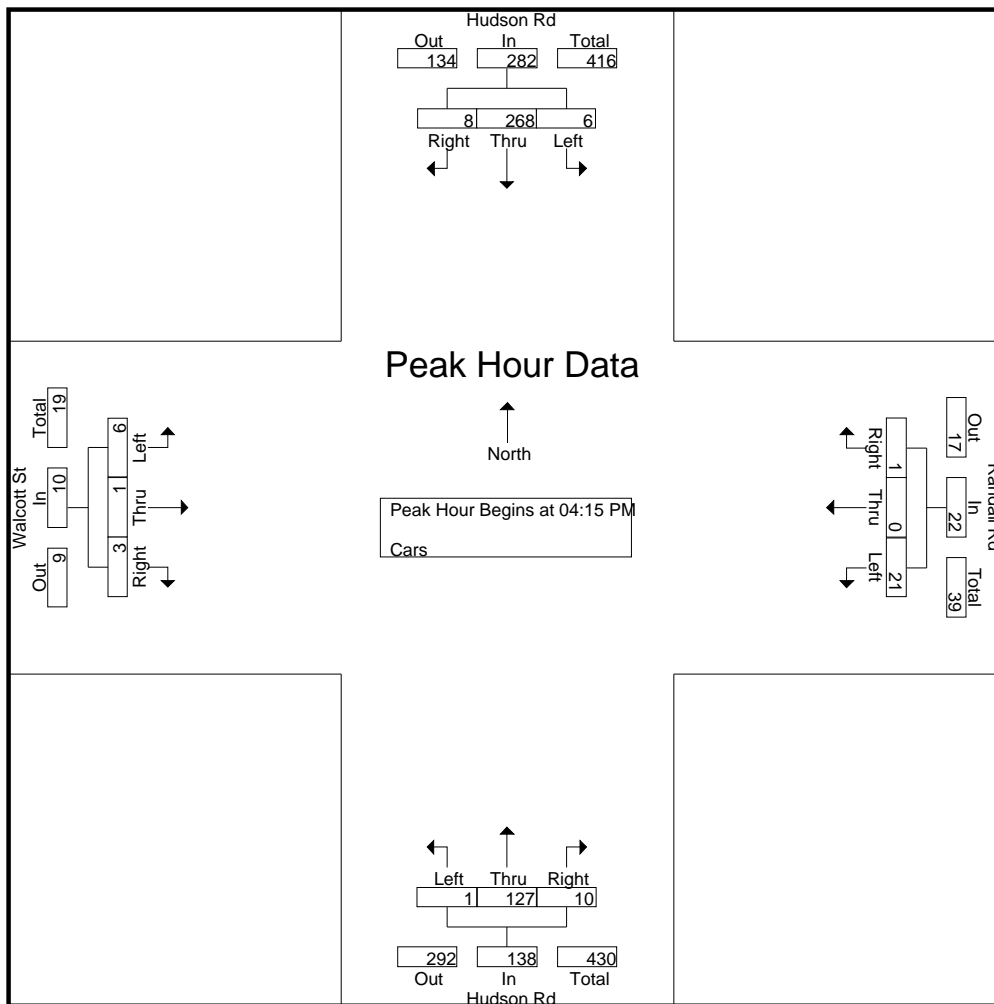 Hudson Rd
Out In Total
134 282 416
8 268 6
Right Thru Left
Peak Hour Data
North
Peak Hour Begins at 04:15 PM
Cars
Walcott St
Total In Out
19 10 9
6 1 3
Left Thru Right
Randall Rd
Out In Total
17 22 39
1 0 21
Right Thru Left
Left Thru Right
1 127 10
292 138 430
Out In Total
Hudson Rd